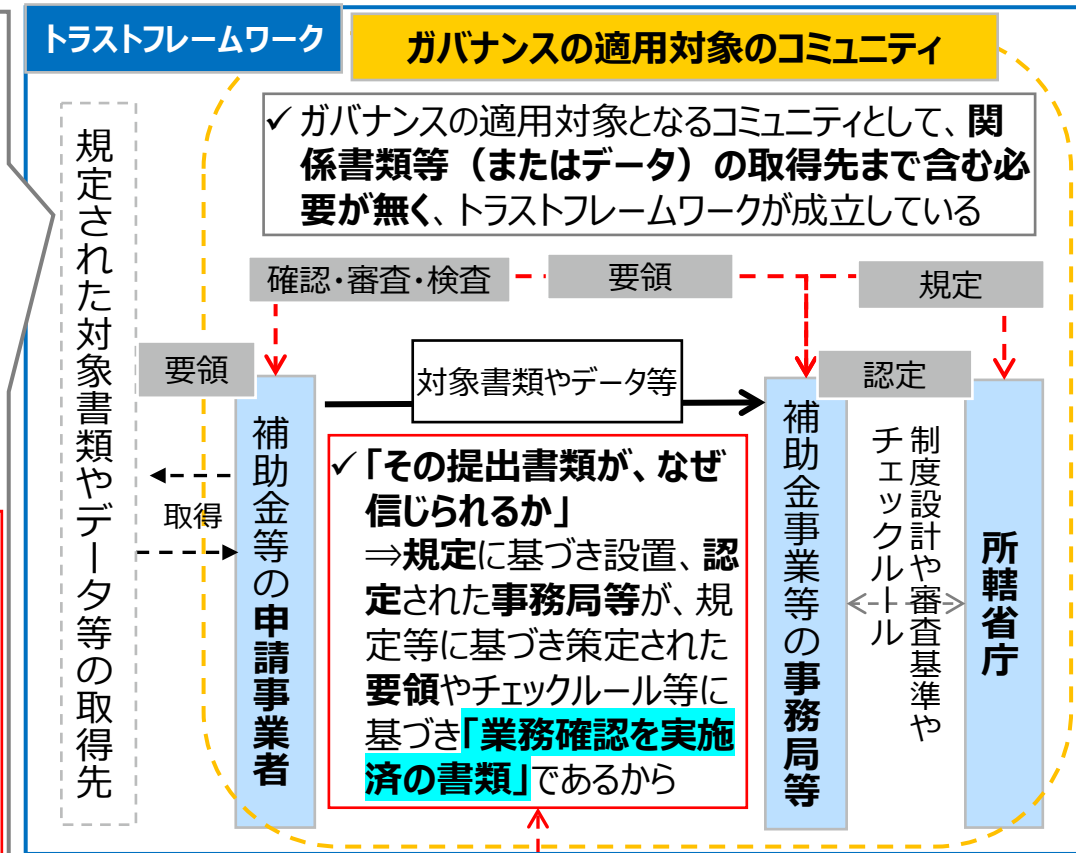 トラストフレームワーク
ガバナンスの適用対象のコミュニティ
✓ ガバナンスの適用対象となるコミュニティとして、関
係書類等（またはデータ）の取得先まで含む必
要が無く、トラストフレームワークが成立している
規定された対象書類やデータ等の取得先
確認・審査・検査
要領
規定
要領
対象書類やデータ等
認定
取得
補助金等の申請事業者
✓ 「その提出書類が、なぜ
信じられるか」
⇒規定に基づき設置、認
定された事務局等が、規
定等に基づき策定された
要領やチェックルール等に
基づき「業務確認を実施
済の書類」であるから
補助金事業等の事務局等
制度設計や審査基準や
チェックルール
所轄省庁